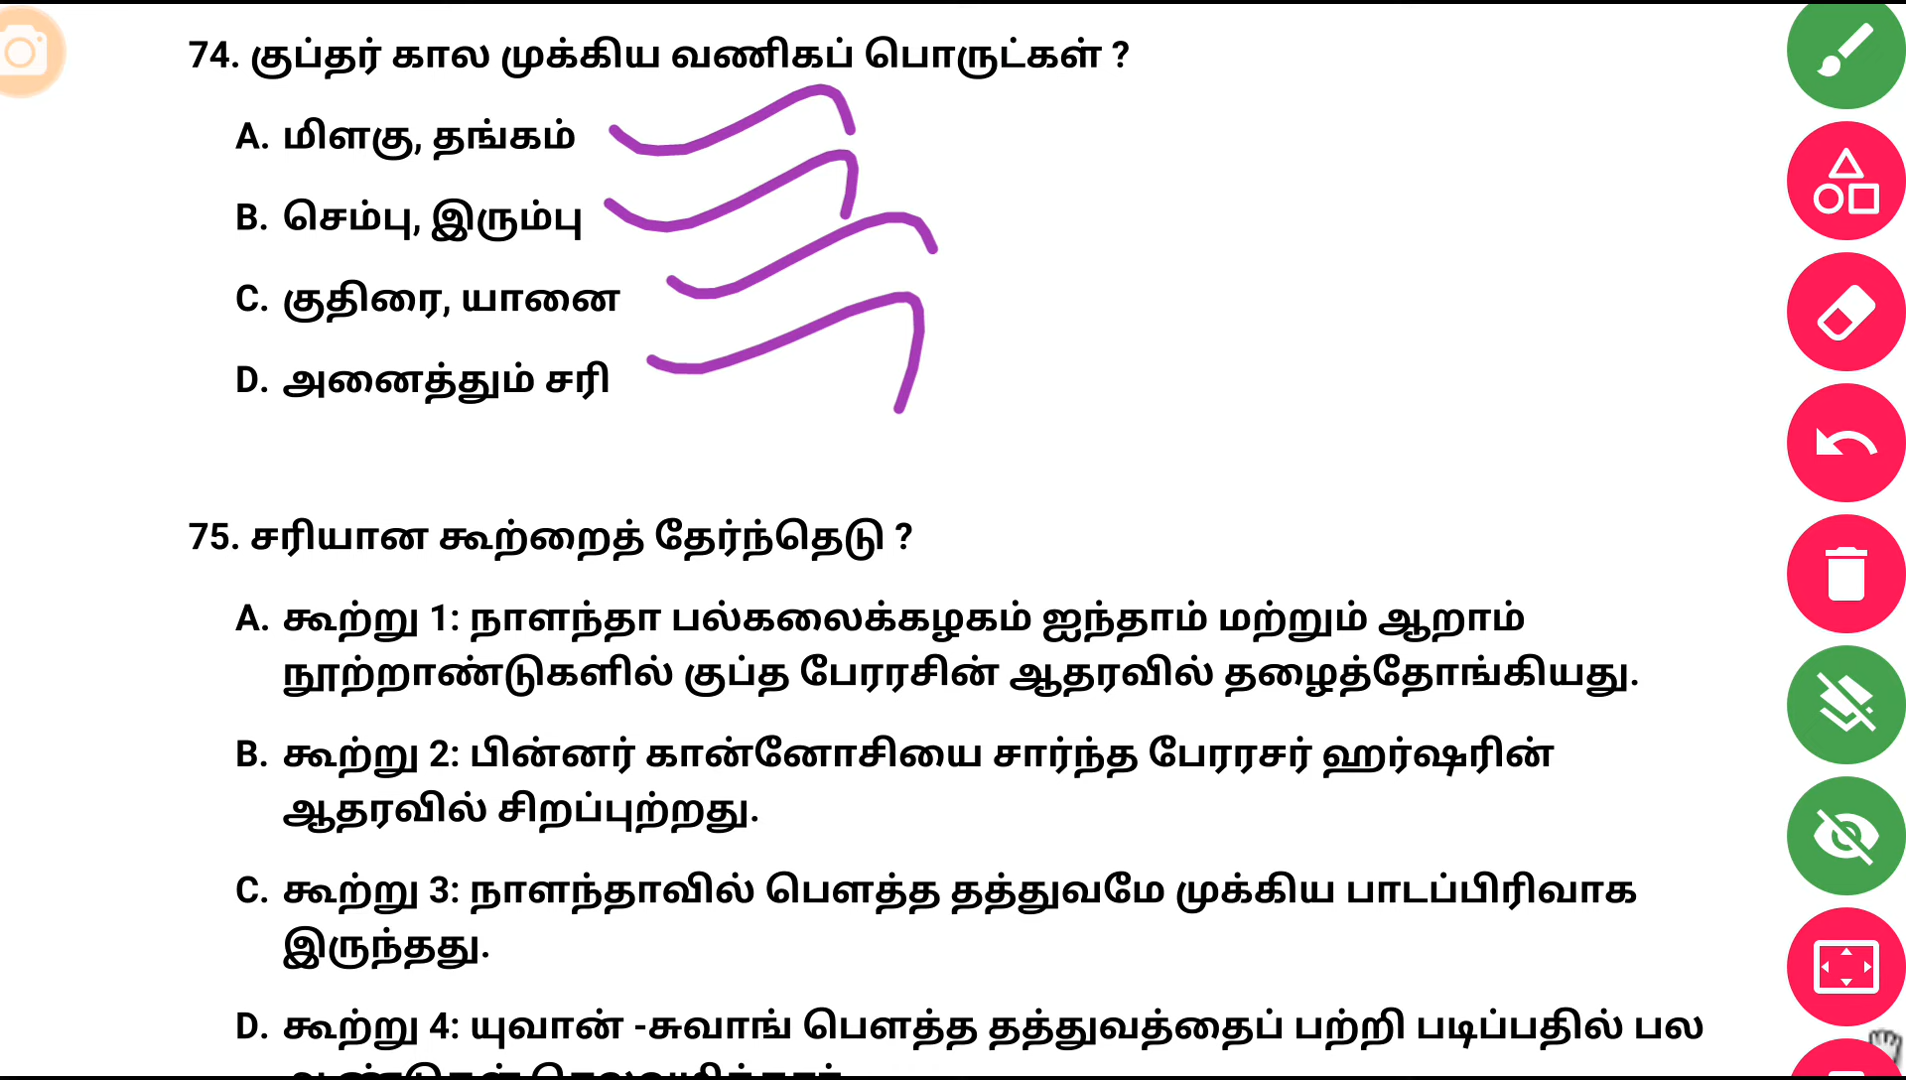 74. குப்தர் கால முக்கிய வணிகப் பொருட்கள் ?
A. மிளகு, தங்கம்
B. செம்பு, இரும்பு
C. குதிரை, யானை
D. அனைத்தும் சரி
75. சரியான கூற்றைத் தேர்ந்தெடு ?
A. கூற்று 1: நாளந்தா பல்கலைக்கழகம் ஐந்தாம் மற்றும் ஆறாம்
நூற்றாண்டுகளில் குப்த பேரரசின் ஆதரவில் தழைத்தோங்கியது.
B. கூற்று 2: பின்னர் கான்னோசியை சார்ந்த பேரரசர் ஹர்ஷரின்
ஆதரவில் சிறப்புற்றது.
C. கூற்று 3: நாளந்தாவில் பௌத்த தத்துவமே முக்கிய பாடப்பிரிவாக
இருந்தது.
D. கூற்று 4: யுவான் -சுவாங் பௌத்த தத்துவத்தைப் பற்றி படிப்பதில் பல